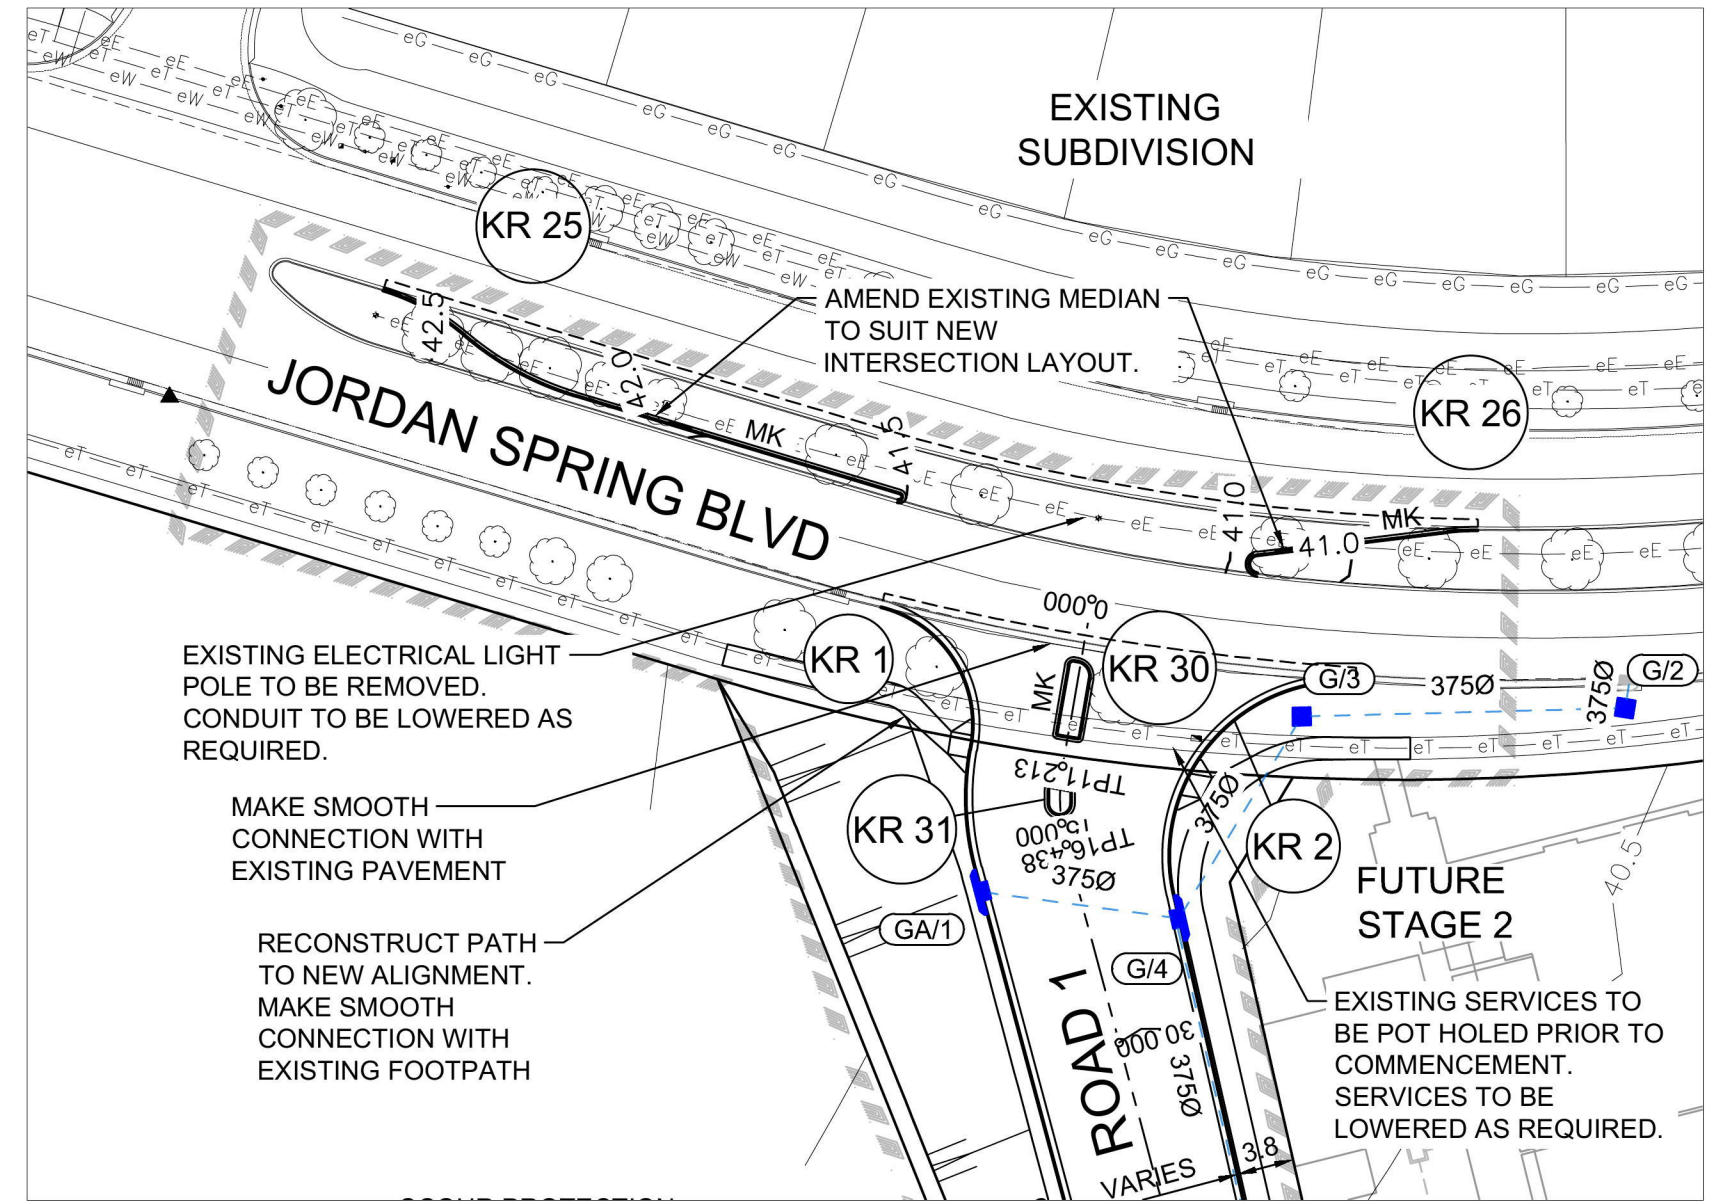 EXISTING
SUBDIVISION
KR 25
AMEND EXISTING MEDIAN
TO SUIT NEW
INTERSECTION LAYOUT.
42.5
42.0
41.5
MK
KR 26
41.0
MK
41.0
JORDAN SPRING BLVD
EXISTING ELECTRICAL LIGHT
POLE TO BE REMOVED.
CONDUIT TO BE LOWERED AS
REQUIRED.
KR 1
0.000
KR 30
MK
G/3
375Ø
375Ø
G/2
MAKE SMOOTH
CONNECTION WITH
EXISTING PAVEMENT
TP11.213
KR 31
15.000
TP16.438
375Ø
375Ø
KR 2
FUTURE
STAGE 2
40.5
GA/1
G/4
RECONSTRUCT PATH
TO NEW ALIGNMENT.
MAKE SMOOTH
CONNECTION WITH
EXISTING FOOTPATH
EXISTING SERVICES TO
BE POT HOLED PRIOR TO
COMMENCEMENT.
SERVICES TO BE
LOWERED AS REQUIRED.
ROAD 1
30.000
375Ø
VARIES
3.8
eG
eW
eT
eE